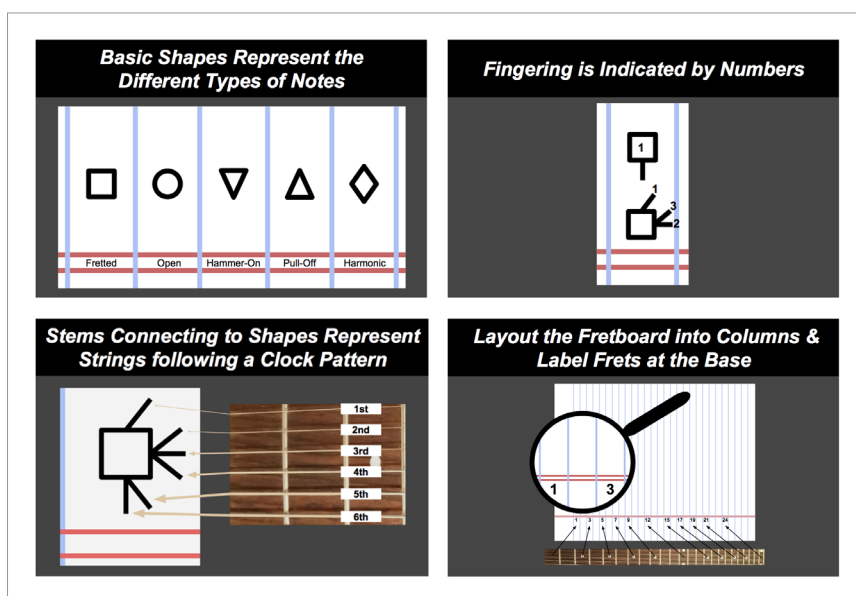 Basic Shapes Represent the
Different Types of Notes
Fretted Open Hammer-On Pull-Off Harmonic
Fingering is Indicated by Numbers
1
1
3
2
Stems Connecting to Shapes Represent
Strings following a Clock Pattern
1st
2nd
3rd
4th
5th
6th
Layout the Fretboard into Columns &
Label Frets at the Base
1 3
1 3 5 7 9 12 15 17 19 21 24